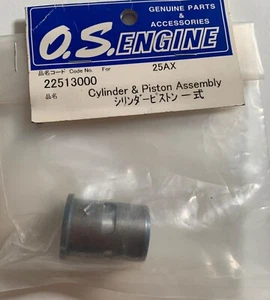 GENUINE PARTS
&
ACCESSORIES
O.S.ENGINE
品名コード Code No. For 25AX
22513000
Cylinder & Piston Assembly
品名 シリンダーピストン一式